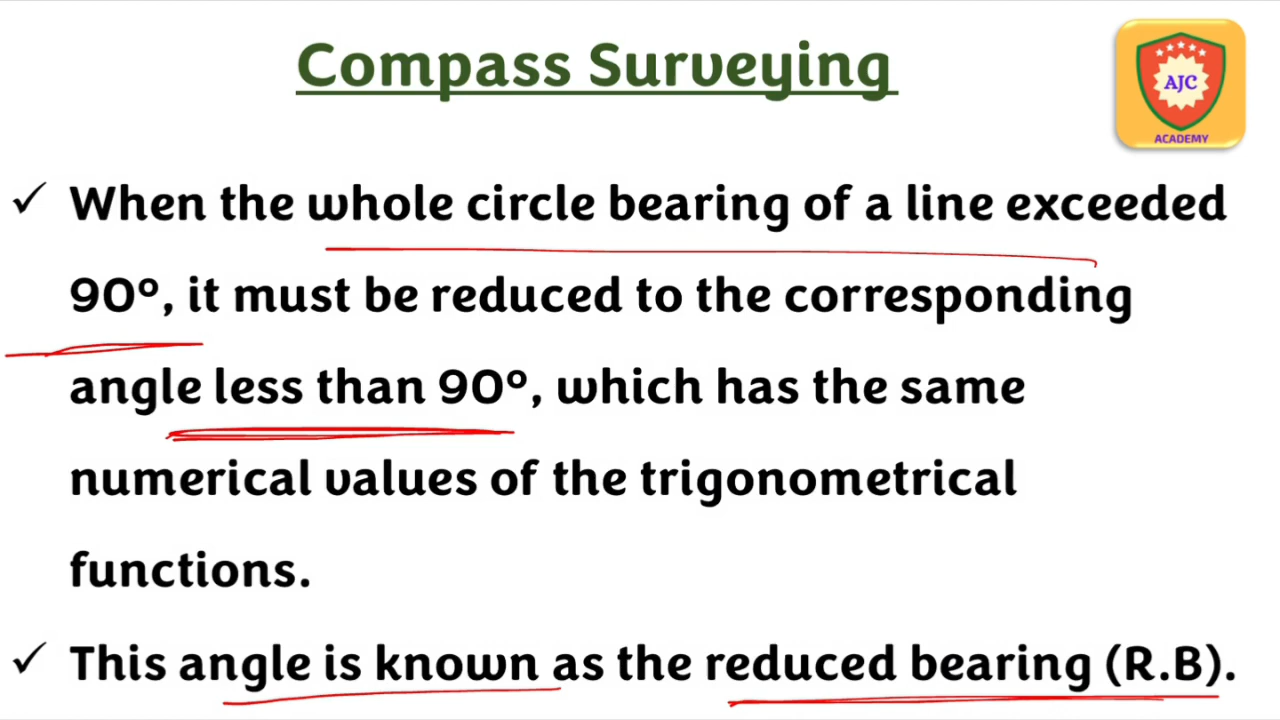 Compass Surveying
AJC
ACADEMY
✓ When the whole circle bearing of a line exceeded
90º, it must be reduced to the corresponding
angle less than 90º, which has the same
numerical values of the trigonometrical
functions.
✓ This angle is known as the reduced bearing (R.B).